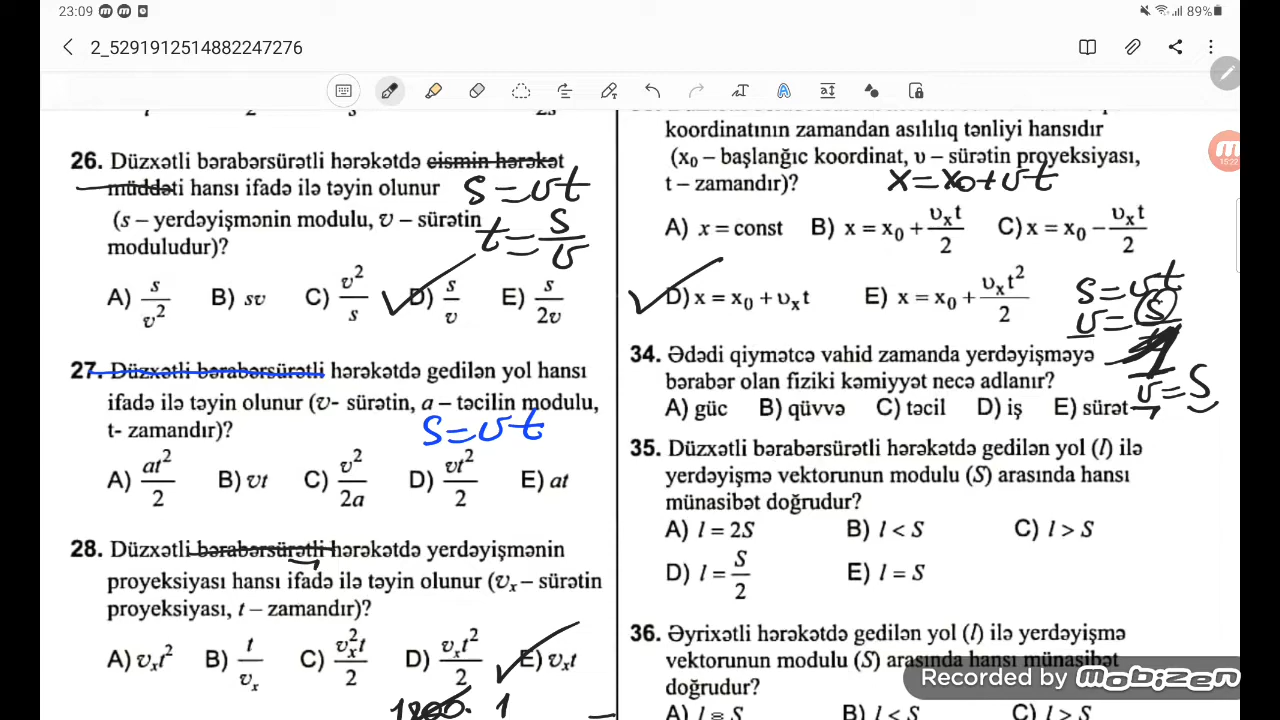 23:09
89%
2_5291912514882247276
26. Düzxətli bərabərsürətli hərəkətdə cismin hərəkət
müddəti hansı ifadə ilə təyin olunur
s = υt
(s – yerdəyişmənin modulu, υ – sürətin
moduludur)?
t = s/υ
A) s/υ² B) sυ C) υ²/s D) s/υ E) s/2υ
27. Düzxətli bərabərsürətli hərəkətdə gedilən yol hansı
ifadə ilə təyin olunur (υ- sürətin, a – təcilin modulu,
t- zamandır)?
s = υt
A) at²/2 B) υt C) υ²/2a D) υt²/2 E) at
28. Düzxətli bərabərsürətli hərəkətdə yerdəyişmənin
proyeksiyası hansı ifadə ilə təyin olunur (υₓ – sürətin
proyeksiyası, t – zamandır)?
A) υₓt² B) t/υₓ C) υₓ²t/2 D) υₓt²/2 E) υₓt
1200. 1
koordinatının zamandan asılılıq tənliyi hansıdır
(x₀ – başlanğıc koordinat, υ – sürətin proyeksiyası,
t – zamandır)?
x = x₀ + υt
A) x = const B) x = x₀ + υₓt/2 C) x = x₀ – υₓt/2
D) x = x₀ + υₓt E) x = x₀ + υₓt²/2
s = υt
υ = s
1
υ = s
34. Ədədi qiymətcə vahid zamanda yerdəyişməyə
bərabər olan fiziki kəmiyyət necə adlanır?
A) güc B) qüvvə C) təcil D) iş E) sürət
35. Düzxətli bərabərsürətli hərəkətdə gedilən yol (l) ilə
yerdəyişmə vektorunun modulu (S) arasında hansı
münasibət doğrudur?
A) l = 2S B) l < S C) l > S
D) l = S/2 E) l = S
36. Əyrixətli hərəkətdə gedilən yol (l) ilə yerdəyişmə
vektorunun modulu (S) arasında hansı münasibət
doğrudur?
A) l = S B) l < S C) l > S
Recorded by mobizen